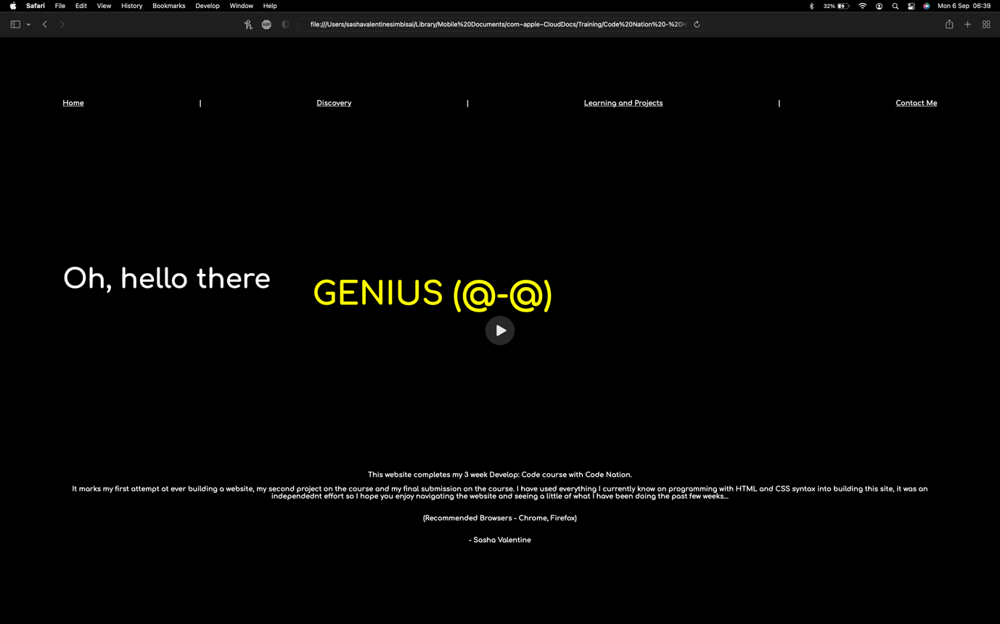 Safari File Edit View History Bookmarks Develop Window Help 32% Mon 6 Sep 06:39
ABP file:///Users/sashavalentinesimbisai/Library/Mobile%20Documents/com~apple~CloudDocs/Training/Code%20Nation%20-%20H
Home | Discovery | Learning and Projects | Contact Me
Oh, hello there
GENIUS (@-@)
This website completes my 3 week Develop: Code course with Code Nation.
It marks my first attempt at ever building a website, my second project on the course and my final submission on the course. I have used everything I currently know on programming with HTML and CSS syntax into building this site, it was an
independednt effort so I hope you enjoy navigating the website and seeing a little of what I have been doing the past few weeks...
(Recommended Browsers - Chrome, Firefox)
- Sasha Valentine